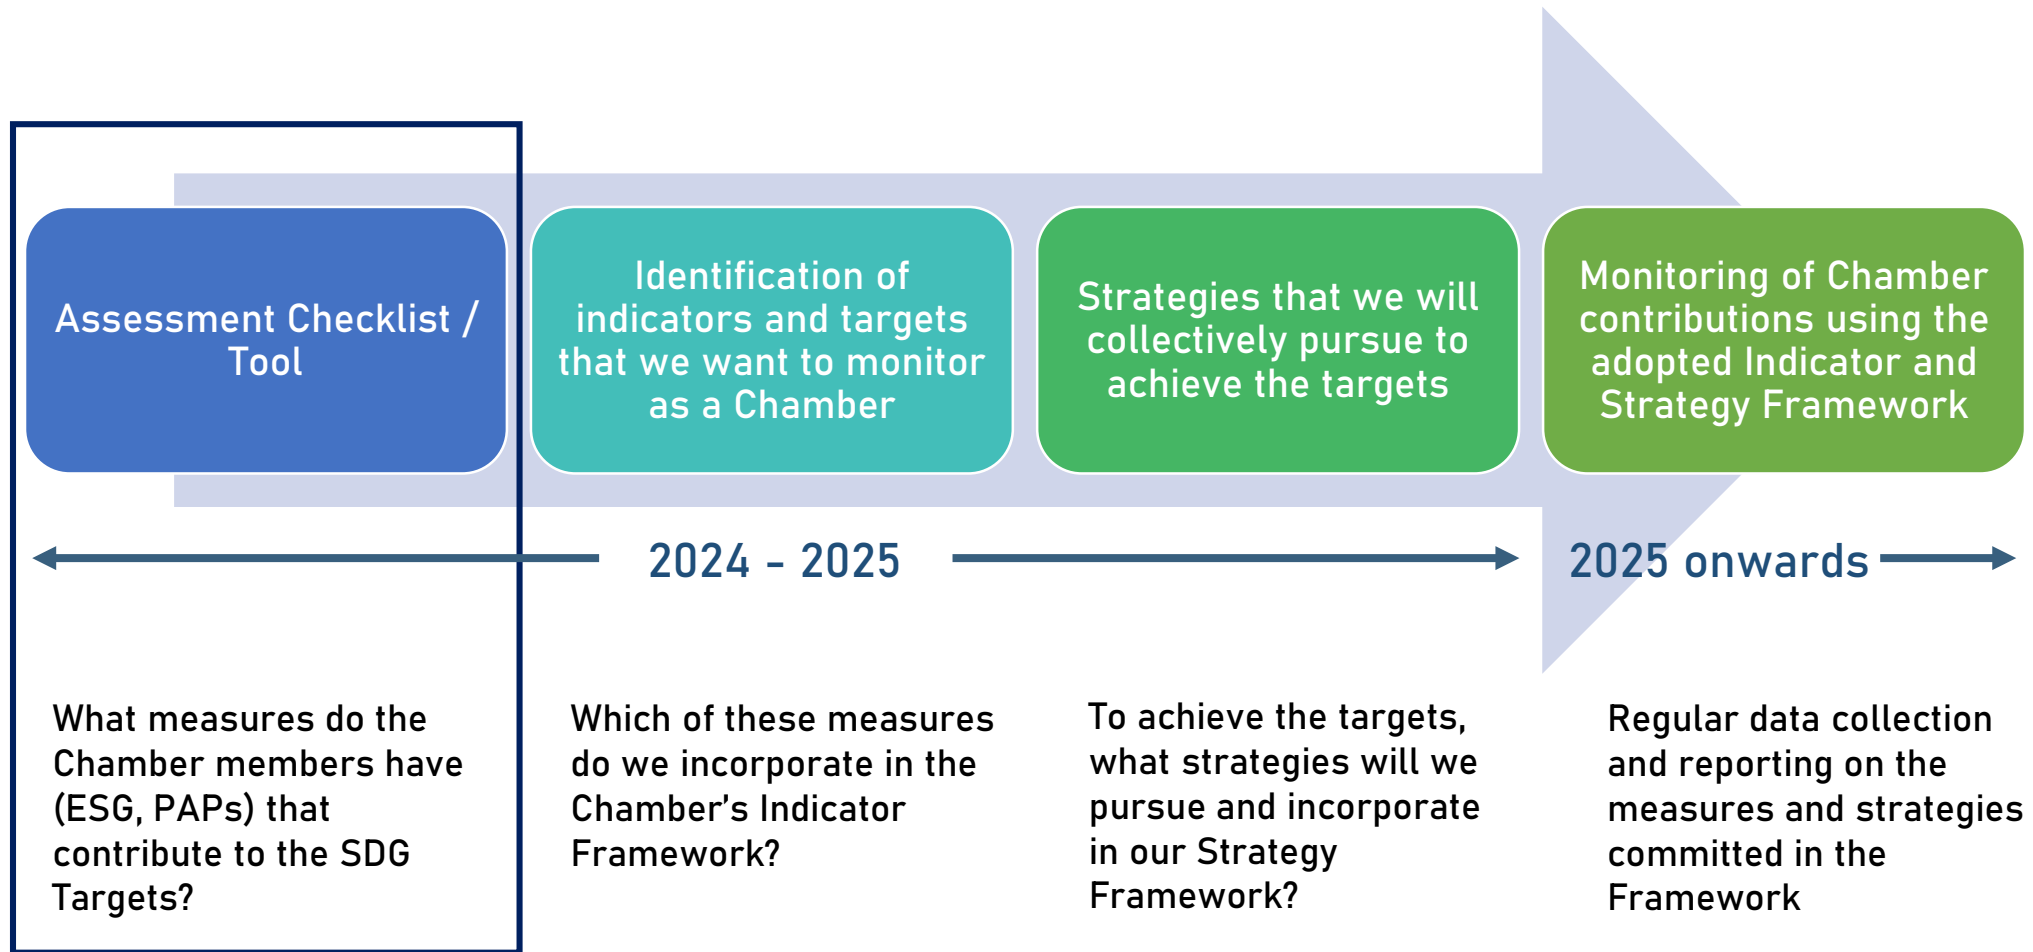 Assessment Checklist /
Tool
Identification of
indicators and targets
that we want to monitor
as a Chamber
Strategies that we will
collectively pursue to
achieve the targets
Monitoring of Chamber
contributions using the
adopted Indicator and
Strategy Framework
2024 - 2025
2025 onwards
What measures do the
Chamber members have
(ESG, PAPs) that
contribute to the SDG
Targets?
Which of these measures
do we incorporate in the
Chamber's Indicator
Framework?
To achieve the targets,
what strategies will we
pursue and incorporate
in our Strategy
Framework?
Regular data collection
and reporting on the
measures and strategies
committed in the
Framework